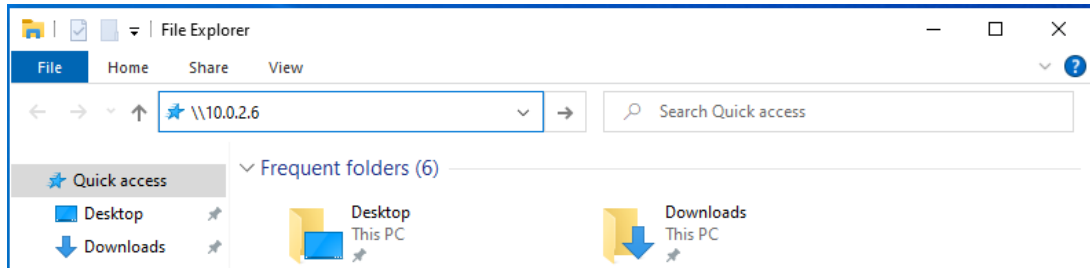 File Explorer
File Home Share View
\\10.0.2.6
Search Quick access
Quick access
Desktop
Downloads
Frequent folders (6)
Desktop
This PC
Downloads
This PC